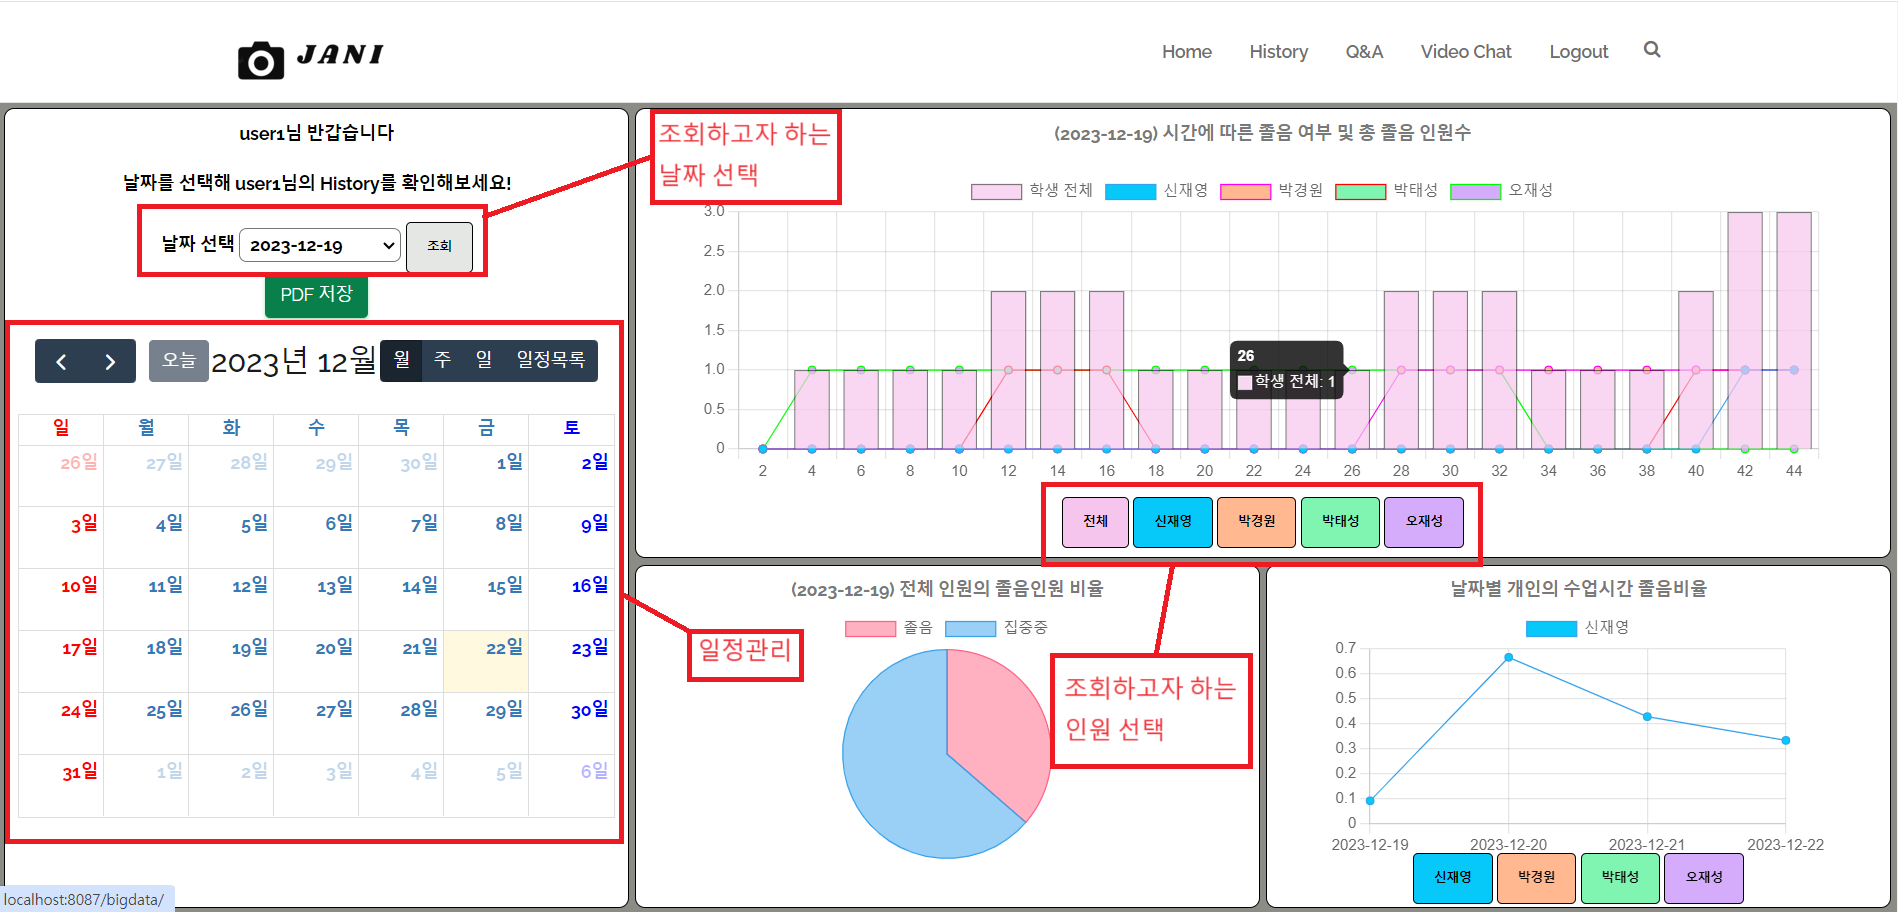 JANI
Home History Q&A Video Chat Logout
user1님 반갑습니다
날짜를 선택해 user1님의 History를 확인해보세요!
날짜 선택 2023-12-19 조회
PDF 저장
조회하고자 하는
날짜 선택
오늘 2023년 12월 월 주 일 일정목록
일 월 화 수 목 금 토
26일 27일 28일 29일 30일 1일 2일
3일 4일 5일 6일 7일 8일 9일
10일 11일 12일 13일 14일 15일 16일
17일 18일 19일 20일 21일 22일 23일
24일 25일 26일 27일 28일 29일 30일
31일 1일 2일 3일 4일 5일 6일
일정관리
(2023-12-19) 시간에 따른 졸음 여부 및 총 졸음 인원수
학생 전체 신재영 박경원 박태성 오재성
3.0
2.5
2.0
1.5
1.0
0.5
0
26
학생 전체: 1
2 4 6 8 10 12 14 16 18 20 22 24 26 28 30 32 34 36 38 40 42 44
전체 신재영 박경원 박태성 오재성
(2023-12-19) 전체 인원의 졸음인원 비율
졸음 집중중
조회하고자 하는
인원 선택
날짜별 개인의 수업시간 졸음비율
신재영
0.7
0.6
0.5
0.4
0.3
0.2
0.1
0
2023-12-19 2023-12-20 2023-12-21 2023-12-22
신재영 박경원 박태성 오재성
localhost:8087/bigdata/